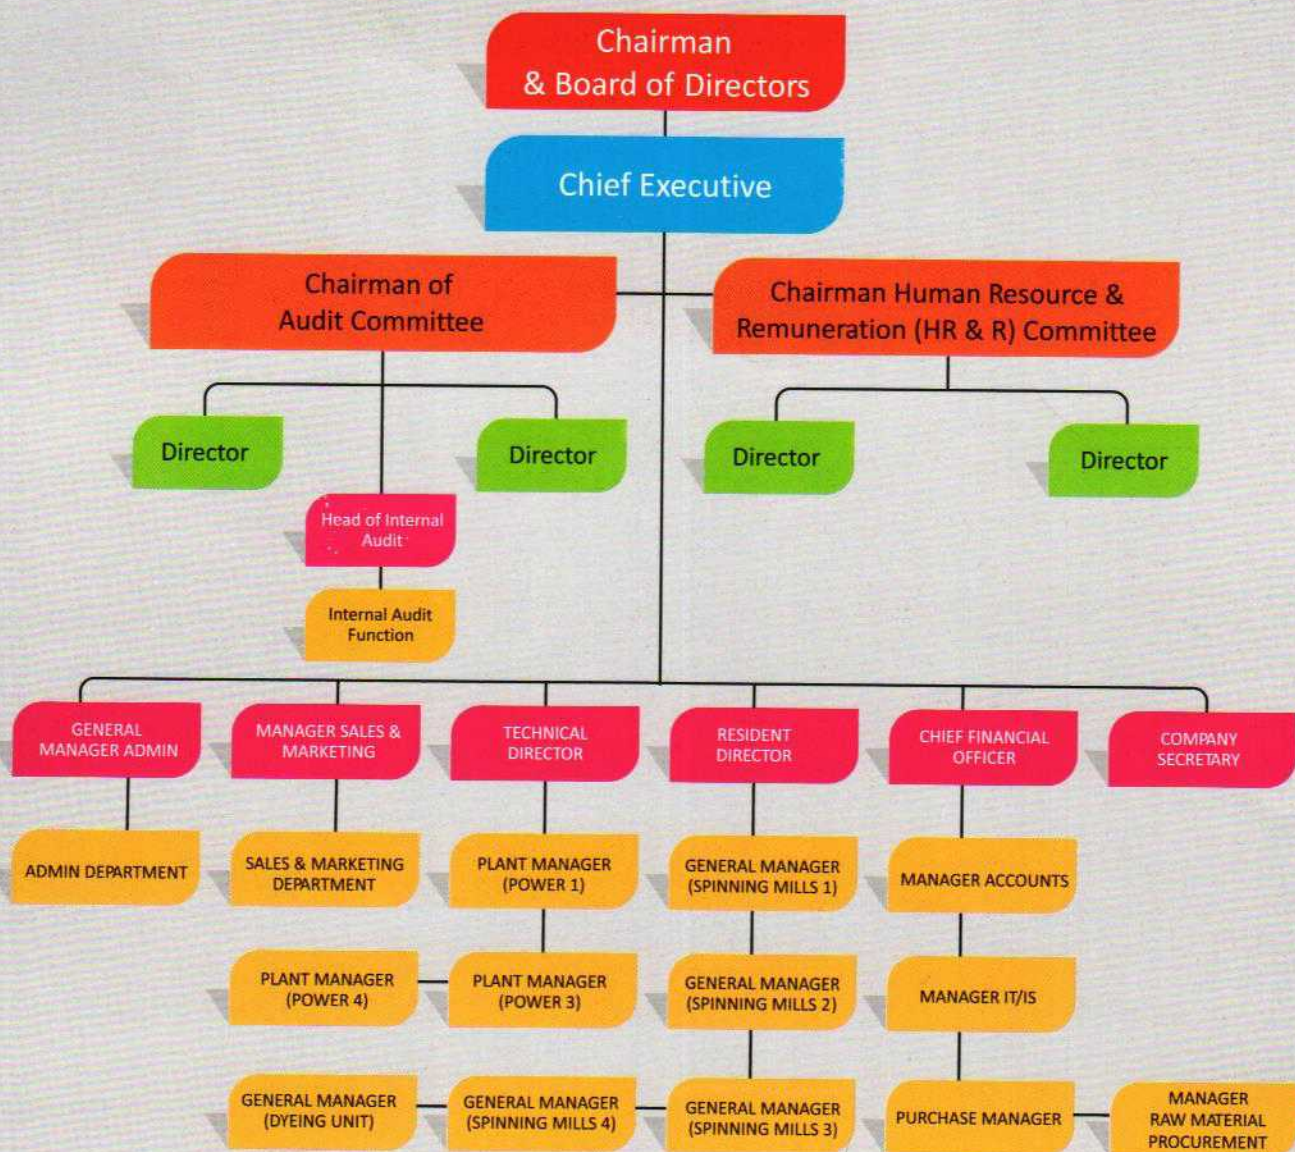 Chairman
& Board of Directors
Chief Executive
Chairman of
Audit Committee
Chairman Human Resource &
Remuneration (HR & R) Committee
Director
Director
Director
Director
Head of Internal
Audit
Internal Audit
Function
GENERAL
MANAGER ADMIN
MANAGER SALES &
MARKETING
TECHNICAL
DIRECTOR
RESIDENT
DIRECTOR
CHIEF FINANCIAL
OFFICER
COMPANY
SECRETARY
ADMIN DEPARTMENT
SALES & MARKETING
DEPARTMENT
PLANT MANAGER
(POWER 1)
GENERAL MANAGER
(SPINNING MILLS 1)
MANAGER ACCOUNTS
PLANT MANAGER
(POWER 4)
PLANT MANAGER
(POWER 3)
GENERAL MANAGER
(SPINNING MILLS 2)
MANAGER IT/IS
GENERAL MANAGER
(DYEING UNIT)
GENERAL MANAGER
(SPINNING MILLS 4)
GENERAL MANAGER
(SPINNING MILLS 3)
PURCHASE MANAGER
MANAGER
RAW MATERIAL
PROCUREMENT